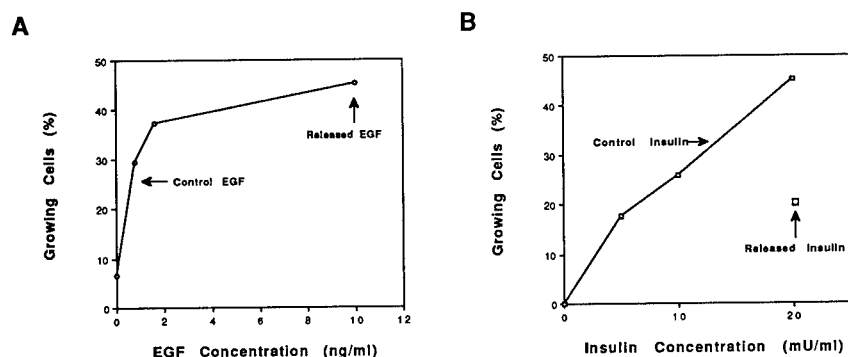 A
Growing Cells (%)
50
40
30
20
10
0
Released EGF
Control EGF
0 2 4 6 8 10 12
EGF Concentration (ng/ml)
B
Growing Cells (%)
50
40
30
20
10
0
Control Insulin
Released Insulin
0 10 20
Insulin Concentration (mU/ml)